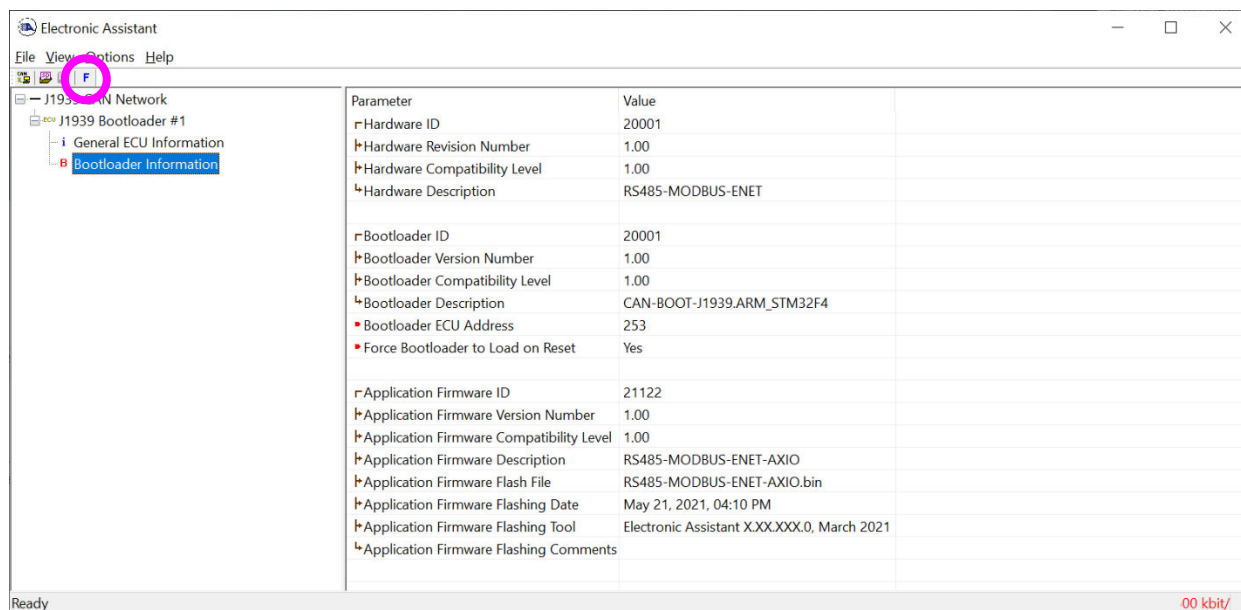 Electronic Assistant
File View Options Help
F
J1939 CAN Network
ECU J1939 Bootloader #1
i General ECU Information
B Bootloader Information
Parameter Value
Hardware ID 20001
Hardware Revision Number 1.00
Hardware Compatibility Level 1.00
Hardware Description RS485-MODBUS-ENET
Bootloader ID 20001
Bootloader Version Number 1.00
Bootloader Compatibility Level 1.00
Bootloader Description CAN-BOOT-J1939.ARM_STM32F4
Bootloader ECU Address 253
Force Bootloader to Load on Reset Yes
Application Firmware ID 21122
Application Firmware Version Number 1.00
Application Firmware Compatibility Level 1.00
Application Firmware Description RS485-MODBUS-ENET-AXIO
Application Firmware Flash File RS485-MODBUS-ENET-AXIO.bin
Application Firmware Flashing Date May 21, 2021, 04:10 PM
Application Firmware Flashing Tool Electronic Assistant X.XX.XXX.0, March 2021
Application Firmware Flashing Comments
Ready 00 kbit/